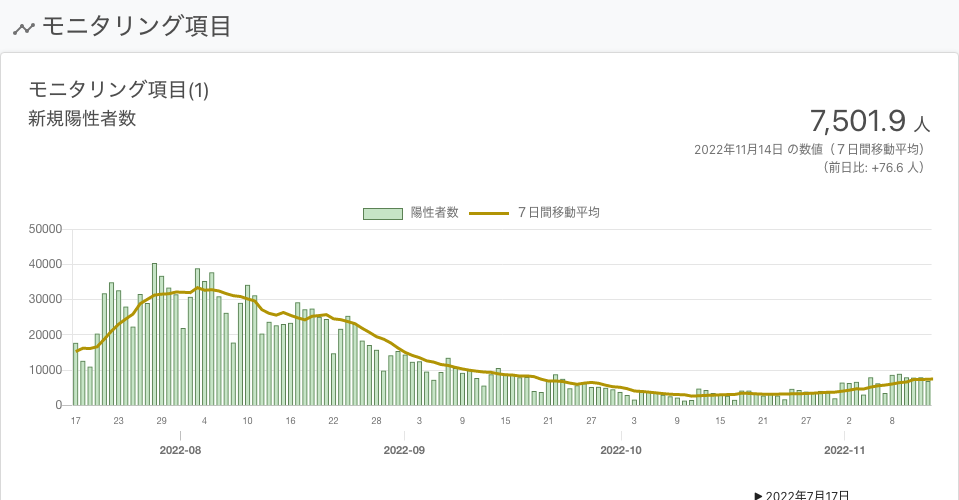 モニタリング項目
モニタリング項目(1)
新規陽性者数
7,501.9 人
2022年11月14日 の数値（７日間移動平均）
（前日比: +76.6 人）
陽性者数 ７日間移動平均
50000
40000
30000
20000
10000
0
17 23 29 4 10 16 22 28 3 9 15 21 27 3 9 15 21 27 2 8
2022-08 2022-09 2022-10 2022-11
▶ 2022年7月17日